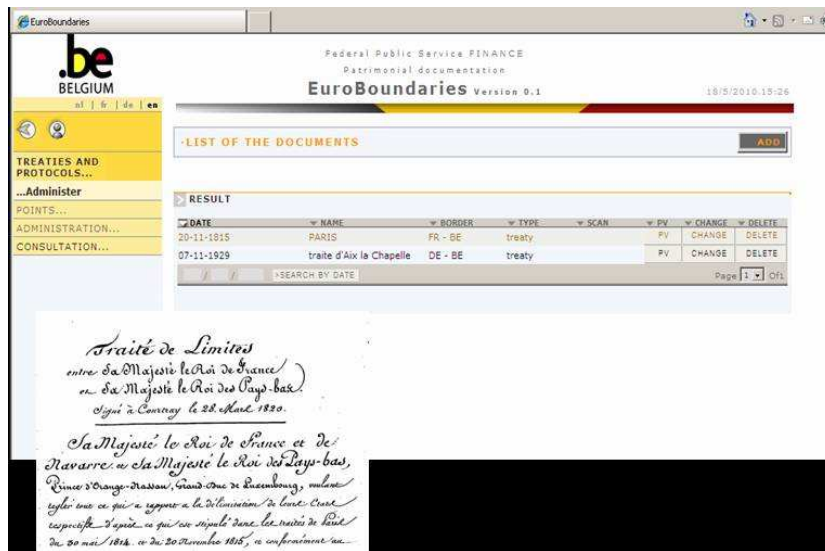 EuroBoundaries
.be
BELGIUM
nl | fr | de | en
Federal Public Service FINANCE
Patrimonial documentation
EuroBoundaries Version 0.1
18/5/2010.15:26
TREATIES AND
PROTOCOLS...
...Administer
POINTS...
ADMINISTRATION...
CONSULTATION...
·LIST OF THE DOCUMENTS
ADD
RESULT
DATE NAME BORDER TYPE SCAN PV CHANGE DELETE
20-11-1815 PARIS FR - BE treaty PV CHANGE DELETE
07-11-1929 traite d'Aix la Chapelle DE - BE treaty PV CHANGE DELETE
/ / >SEARCH BY DATE Page 1 Of1
Traité de Limites
entre Sa Majesté le Roi de France
et Sa Majesté le Roi des Pays-bas.
Signé à Courtray le 28. Mars 1820.
Sa Majesté le Roi de France et de
Navarre et Sa Majesté le Roi des Pays-bas,
Prince d'Orange-Nassau, Grand-Duc de Luxembourg, voulant
regler tout ce qui a rapport a la délimitation de leurs Etats
respectifs d'après ce qui est stipulé dans les traités de Paris
du 30 mai 1814 et du 20 Novembre 1815, et conformément au